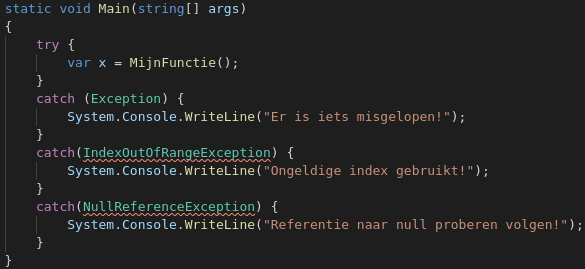 static void Main(string[] args)
{
    try {
        var x = MijnFunctie();
    }
    catch (Exception) {
        System.Console.WriteLine("Er is iets misgelopen!");
    }
    catch(IndexOutOfRangeException) {
        System.Console.WriteLine("Ongeldige index gebruikt!");
    }
    catch(NullReferenceException) {
        System.Console.WriteLine("Referentie naar null proberen volgen!");
    }
}